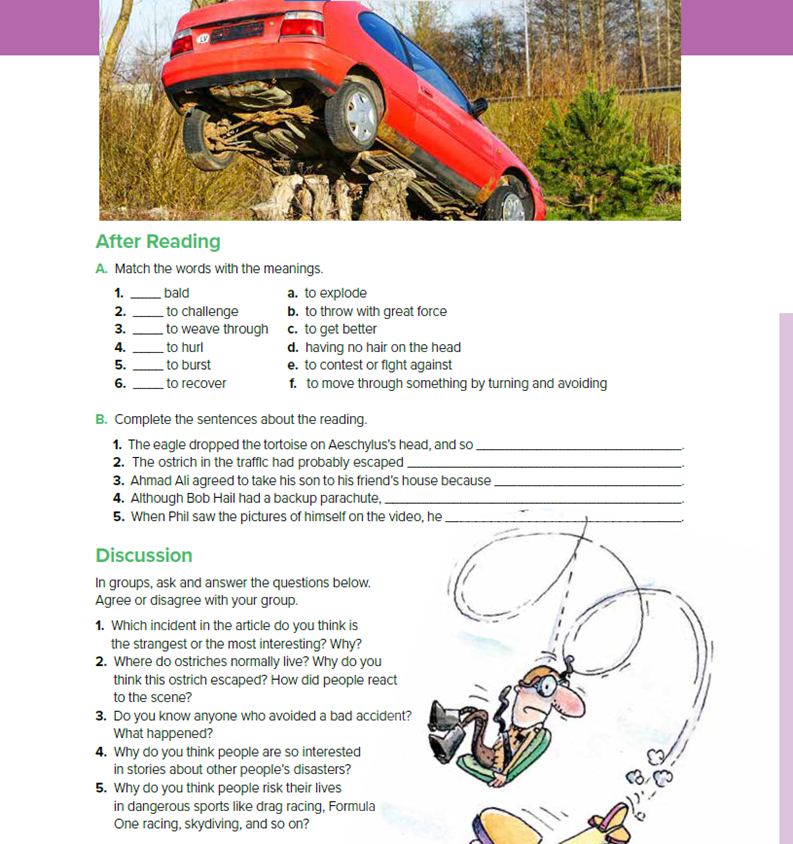 After Reading
A. Match the words with the meanings.
1. _____ bald a. to explode
2. _____ to challenge b. to throw with great force
3. _____ to weave through c. to get better
4. _____ to hurl d. having no hair on the head
5. _____ to burst e. to contest or fight against
6. _____ to recover f. to move through something by turning and avoiding
B. Complete the sentences about the reading.
1. The eagle dropped the tortoise on Aeschylus's head, and so _____.
2. The ostrich in the traffic had probably escaped _____.
3. Ahmad Ali agreed to take his son to his friend's house because _____.
4. Although Bob Hail had a backup parachute, _____.
5. When Phil saw the pictures of himself on the video, he _____.
Discussion
In groups, ask and answer the questions below.
Agree or disagree with your group.
1. Which incident in the article do you think is
the strangest or the most interesting? Why?
2. Where do ostriches normally live? Why do you
think this ostrich escaped? How did people react
to the scene?
3. Do you know anyone who avoided a bad accident?
What happened?
4. Why do you think people are so interested
in stories about other people's disasters?
5. Why do you think people risk their lives
in dangerous sports like drag racing, Formula
One racing, skydiving, and so on?